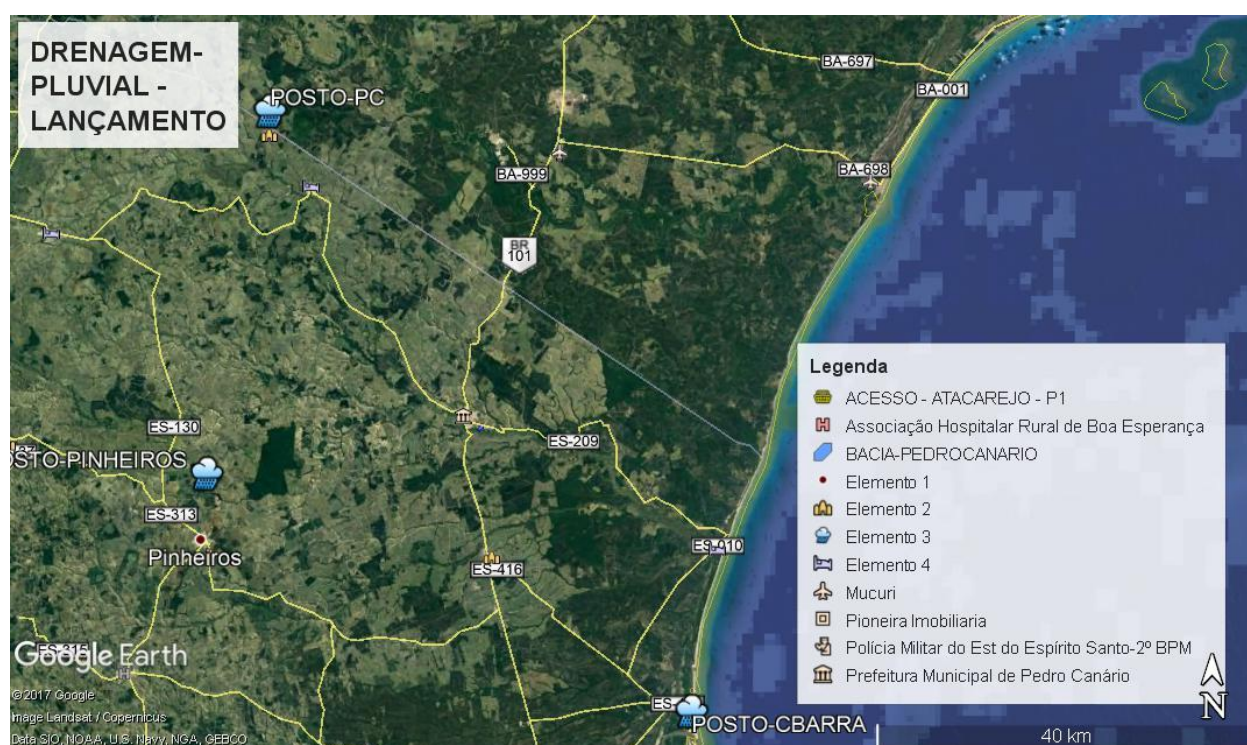 DRENAGEM-
PLUVIAL -
LANÇAMENTO
POSTO-PC
BA-697
BA-001
BA-999
BA-698
BR
101
ES-130
OSTO-PINHEIROS
ES-209
ES-313
Pinheiros
ES-010
ES-416
POSTO-CBARRA
Legenda
ACESSO - ATACAREJO - P1
Associação Hospitalar Rural de Boa Esperança
BACIA-PEDROCANARIO
Elemento 1
Elemento 2
Elemento 3
Elemento 4
Mucuri
Pioneira Imobiliaria
Polícia Militar do Est do Espírito Santo-2º BPM
Prefeitura Municipal de Pedro Canário
N
40 km
Google Earth
©2017 Google
Image Landsat / Copernicus
Data SIO, NOAA, U.S. Navy, NGA, GEBCO